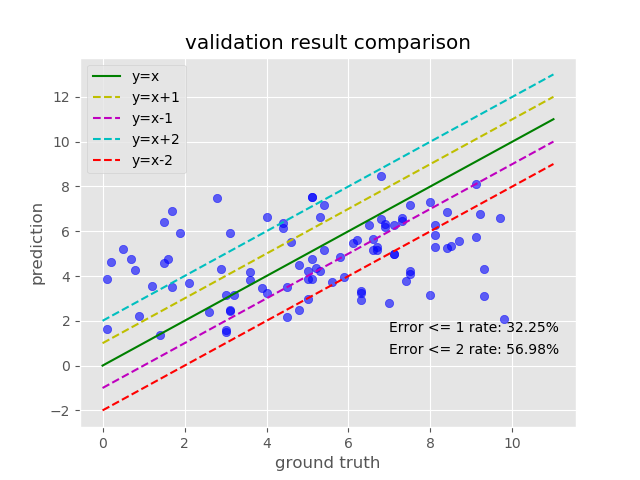 validation result comparison
y=x
y=x+1
y=x-1
y=x+2
y=x-2
12
10
8
6
4
2
0
−2
prediction
Error <= 1 rate: 32.25%
Error <= 2 rate: 56.98%
0 2 4 6 8 10
ground truth